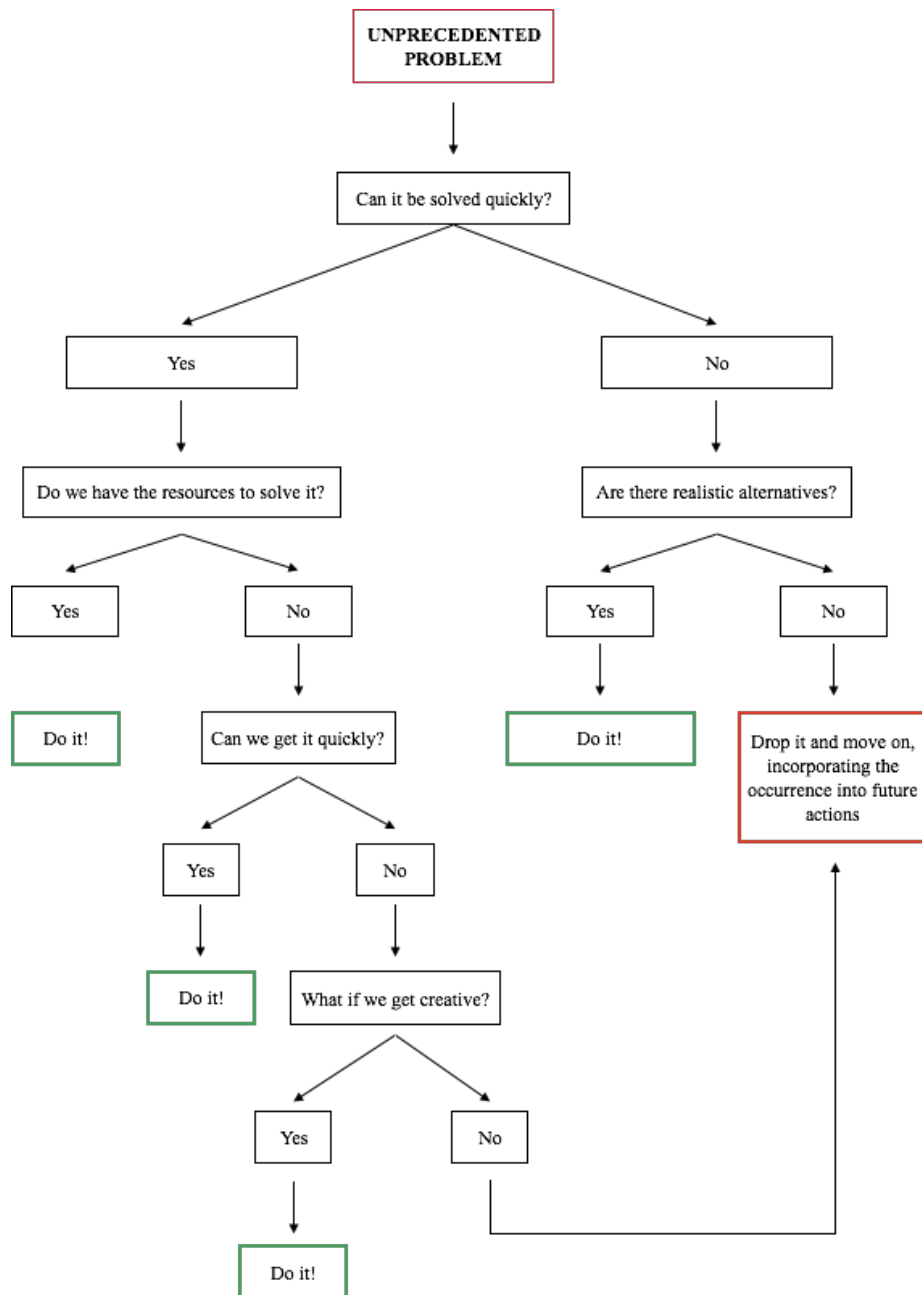 UNPRECEDENTED
PROBLEM
Can it be solved quickly?
Yes
No
Do we have the resources to solve it?
Are there realistic alternatives?
Yes
No
Yes
No
Do it!
Can we get it quickly?
Do it!
Drop it and move on,
incorporating the
occurrence into future
actions
Yes
No
Do it!
What if we get creative?
Yes
No
Do it!